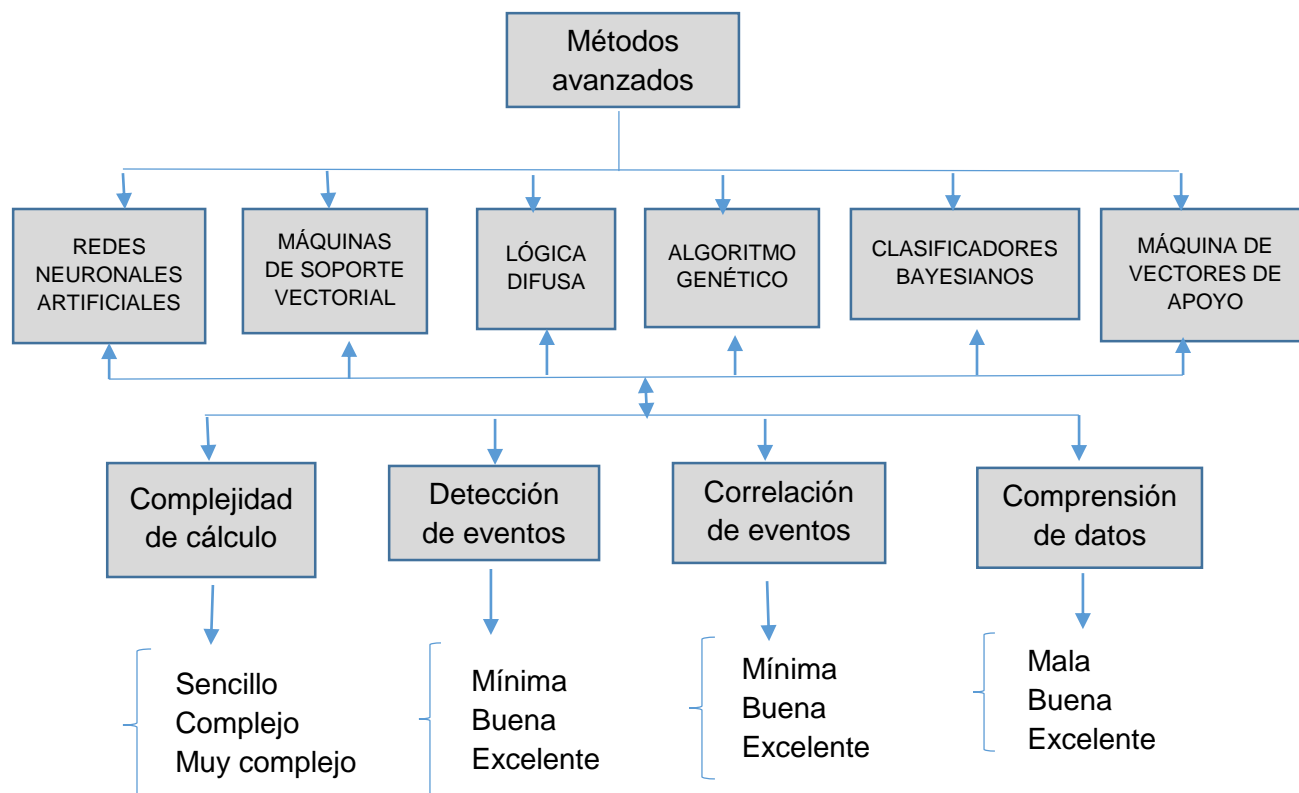 Métodos
avanzados
REDES
NEURONALES
ARTIFICIALES
MÁQUINAS
DE SOPORTE
VECTORIAL
LÓGICA
DIFUSA
ALGORITMO
GENÉTICO
CLASIFICADORES
BAYESIANOS
MÁQUINA DE
VECTORES DE
APOYO
Complejidad
de cálculo
Detección
de eventos
Correlación
de eventos
Comprensión
de datos
Sencillo
Complejo
Muy complejo
Mínima
Buena
Excelente
Mínima
Buena
Excelente
Mala
Buena
Excelente